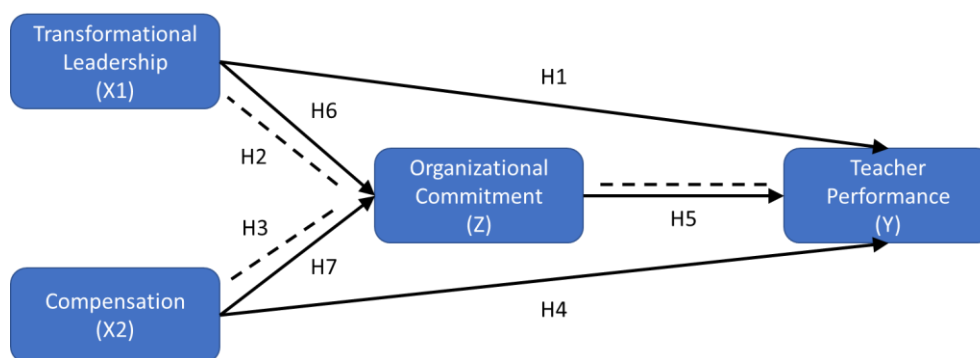 Transformational
Leadership
(X1)
H1
H6
H2
Organizational
Commitment
(Z)
Teacher
Performance
(Y)
H5
H3
H7
Compensation
(X2)
H4